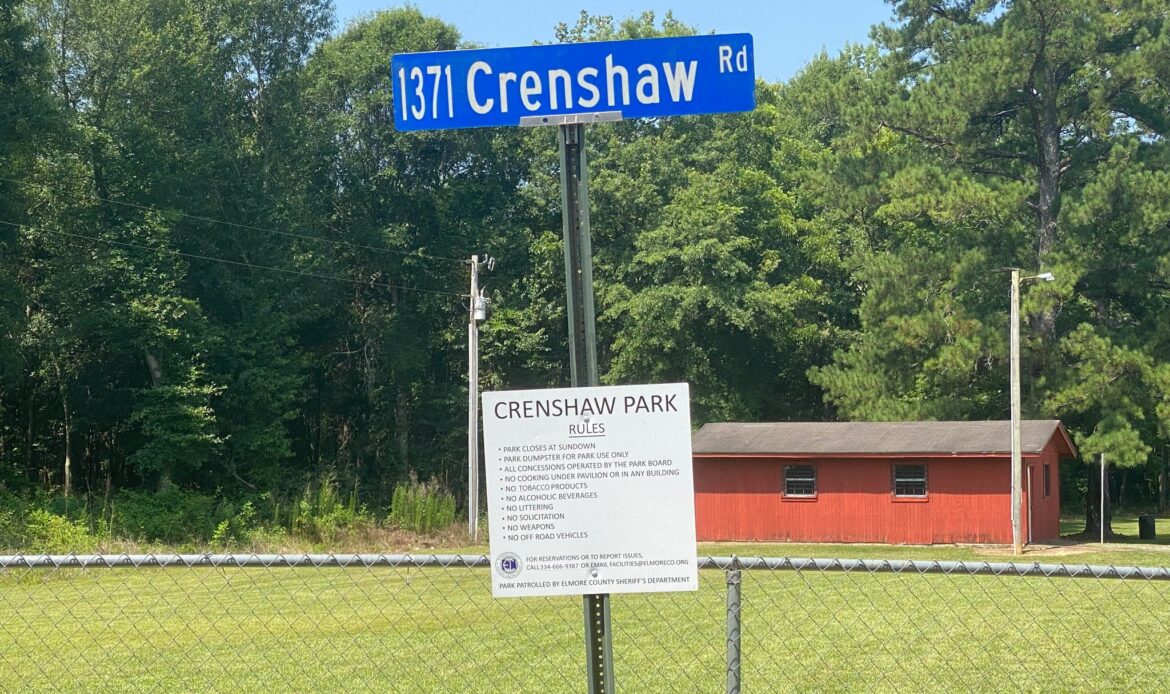 1371 Crenshaw Rd
CRENSHAW PARK
RULES
• PARK CLOSES AT SUNDOWN
• PARK DUMPSTER FOR PARK USE ONLY
• ALL CONCESSIONS OPERATED BY THE PARK BOARD
• NO COOKING UNDER PAVILION OR IN ANY BUILDING
• NO TOBACCO PRODUCTS
• NO ALCOHOLIC BEVERAGES
• NO LITTERING
• NO SOLICITATION
• NO WEAPONS
• NO OFF ROAD VEHICLES
FOR RESERVATIONS OR TO REPORT ISSUES,
CALL 334-666-9387 OR EMAIL FACILITIES@ELMORECO.ORG
PARK PATROLLED BY ELMORE COUNTY SHERIFF'S DEPARTMENT